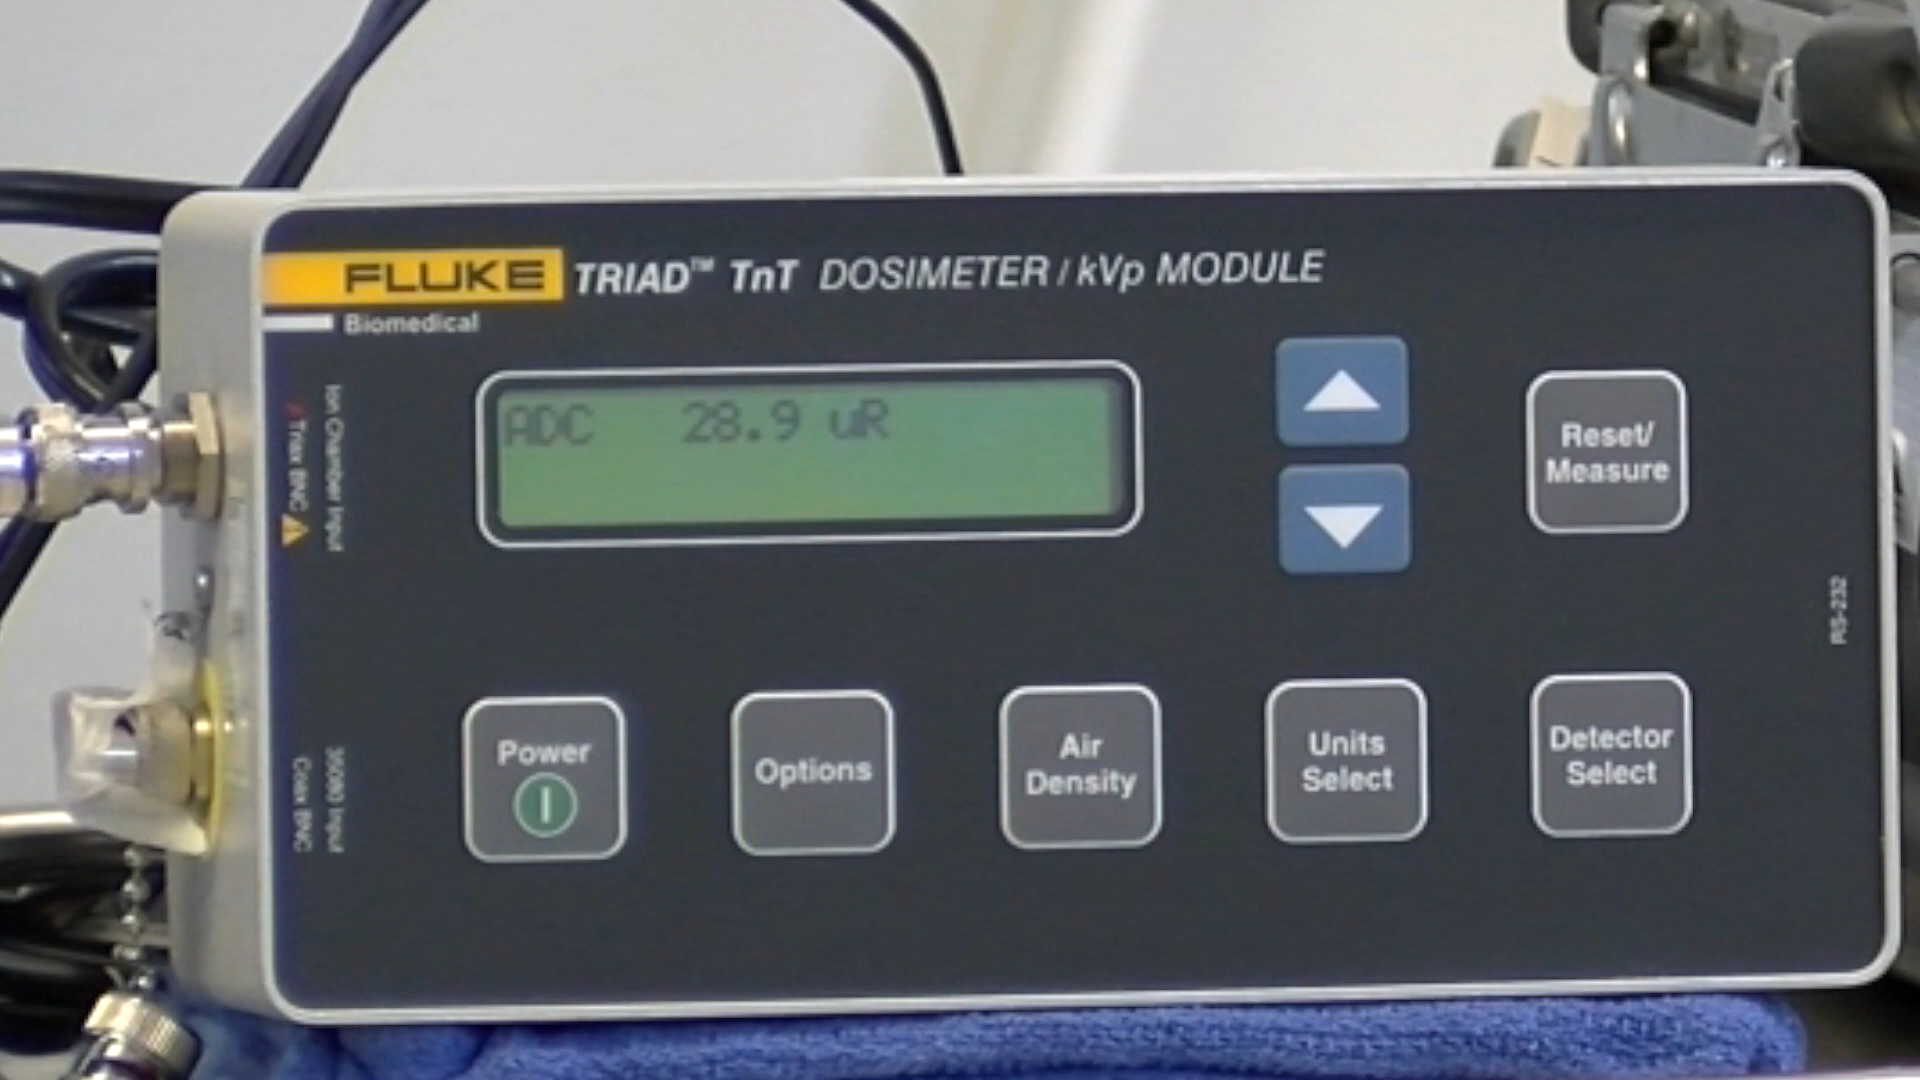 FLUKE TRIAD™ TnT DOSIMETER / kVp MODULE
Biomedical
Ion Chamber Input
Triax BNC
ADC 28.9 uR
Reset/
Measure
RS-232
35080 Input
Coax BNC
Power
Options
Air
Density
Units
Select
Detector
Select